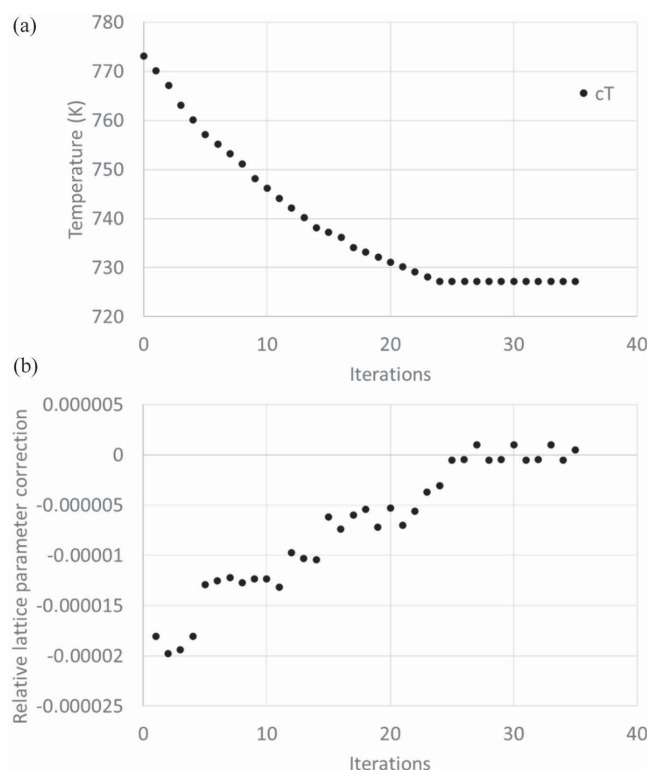 (a)
780
770
760
750
740
730
720
Temperature (K)
cT
0 10 20 30 40
Iterations
(b)
0.000005
0
-0.000005
-0.00001
-0.000015
-0.00002
-0.000025
Relative lattice parameter correction
0 10 20 30 40
Iterations